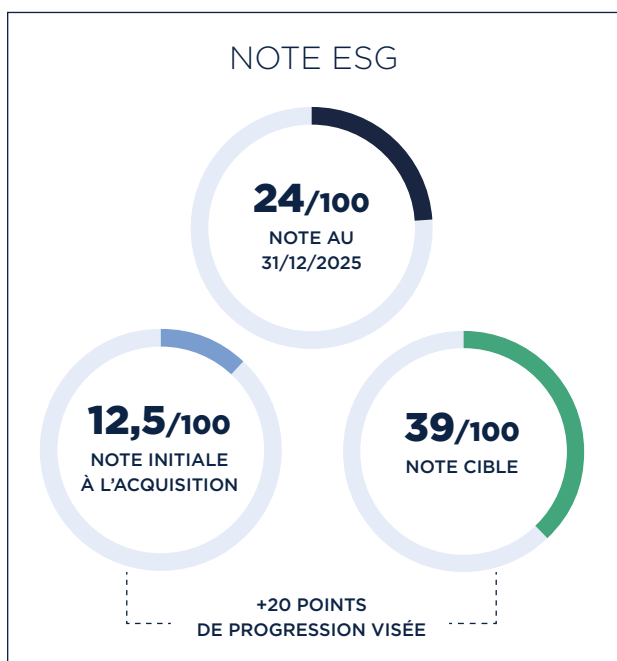 NOTE ESG
24/100
NOTE AU
31/12/2025
12,5/100
NOTE INITIALE
À L’ACQUISITION
39/100
NOTE CIBLE
+20 POINTS
DE PROGRESSION VISÉE